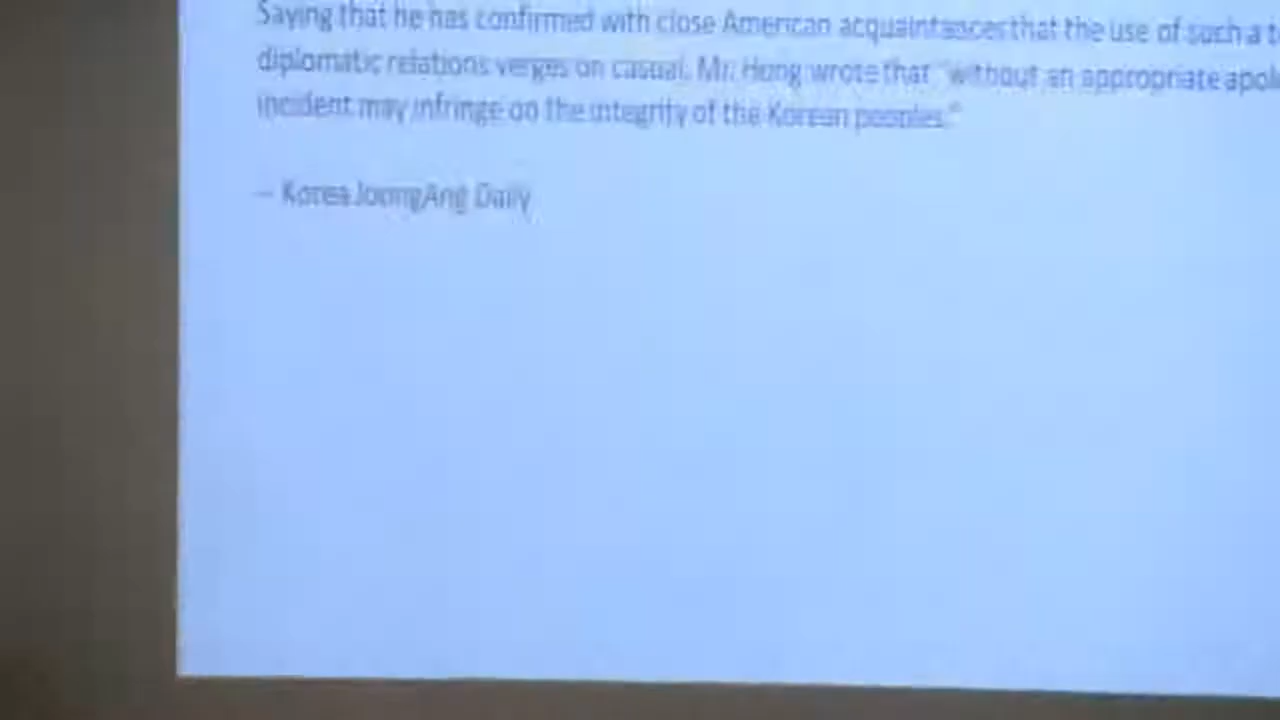 Saying that he has confirmed with close American acquaintances that the use of such a
diplomatic relations verges on casual, Mr. Hong wrote that "without an appropriate
incident may infringe on the integrity of the Korean peoples."
– Korea JoongAng Daily